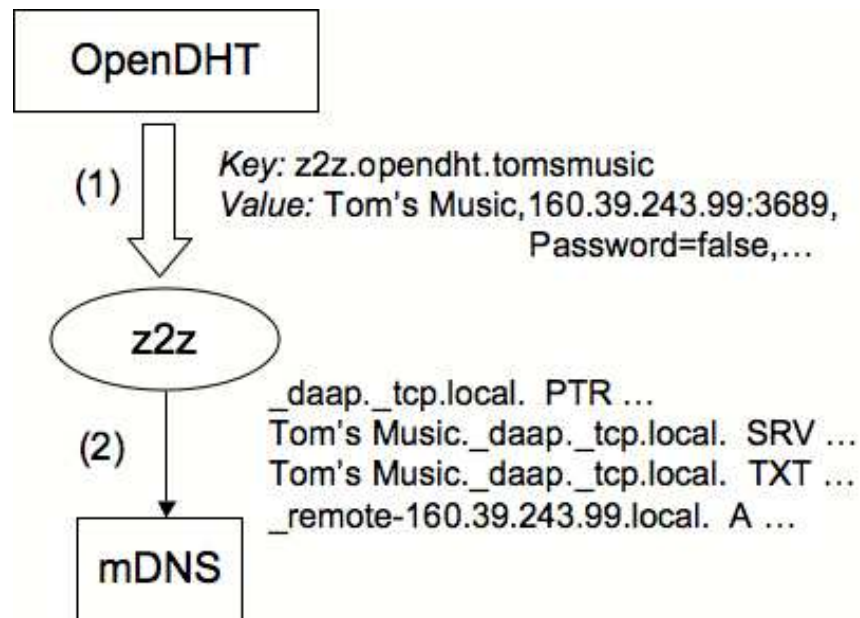 OpenDHT
(1)
Key: z2z.opendht.tomsmusic
Value: Tom's Music,160.39.243.99:3689,
Password=false,...
z2z
(2)
_daap._tcp.local. PTR ...
Tom's Music._daap._tcp.local. SRV ...
Tom's Music._daap._tcp.local. TXT ...
_remote-160.39.243.99.local. A ...
mDNS